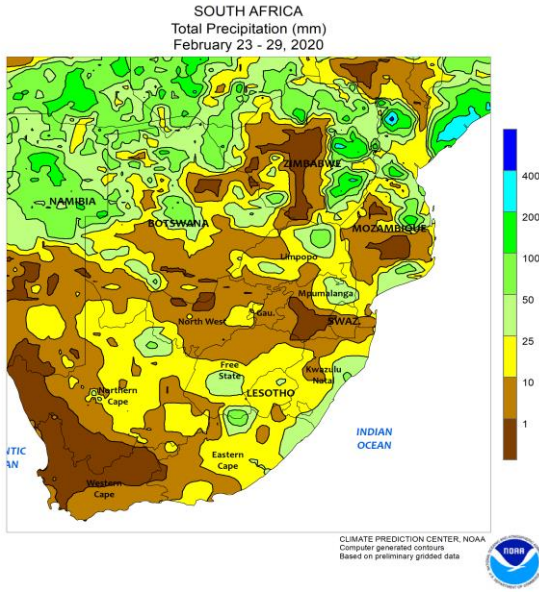 SOUTH AFRICA
Total Precipitation (mm)
February 23 - 29, 2020
ZIMBABWE
NAMIBIA
BOTSWANA
MOZAMBIQUE
Limpopo
Mpumalanga
North West
Gau.
SWAZ.
Free
State
Kwazulu
Natal
Northern
Cape
LESOTHO
Eastern
Cape
Western
Cape
NTIC
AN
INDIAN
OCEAN
400
200
100
50
25
10
1
CLIMATE PREDICTION CENTER, NOAA
Computer generated contours
Based on preliminary gridded data
NOAA